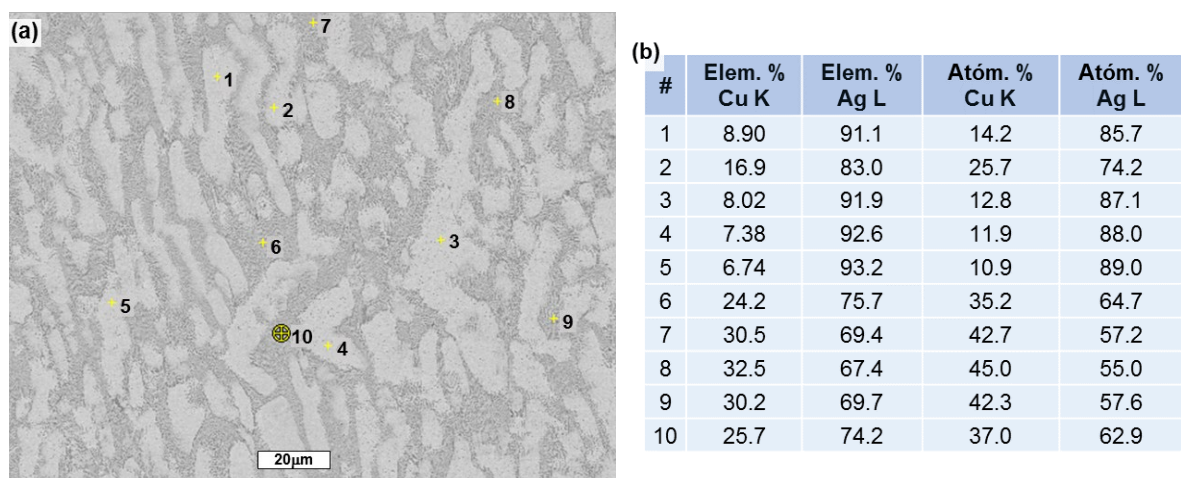 (a)
7
1
2
8
6
3
5
9
10
4
20µm
(b)
# Elem. % Cu K Elem. % Ag L Atóm. % Cu K Atóm. % Ag L
1 8.90 91.1 14.2 85.7
2 16.9 83.0 25.7 74.2
3 8.02 91.9 12.8 87.1
4 7.38 92.6 11.9 88.0
5 6.74 93.2 10.9 89.0
6 24.2 75.7 35.2 64.7
7 30.5 69.4 42.7 57.2
8 32.5 67.4 45.0 55.0
9 30.2 69.7 42.3 57.6
10 25.7 74.2 37.0 62.9